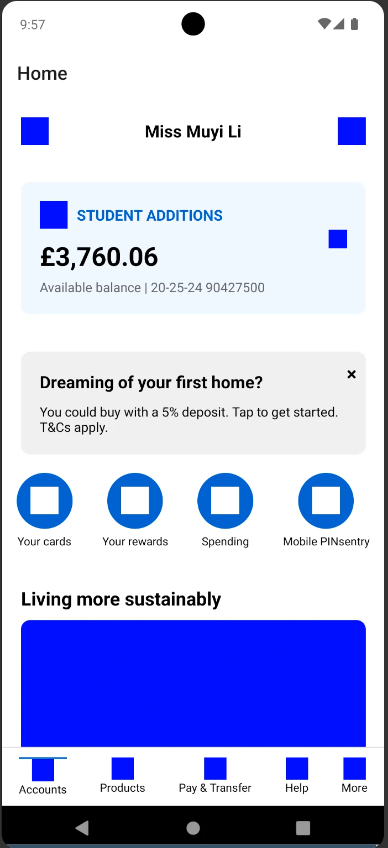 9:57
Home
Miss Muyi Li
STUDENT ADDITIONS
£3,760.06
Available balance | 20-25-24 90427500
Dreaming of your first home?
×
You could buy with a 5% deposit. Tap to get started.
T&Cs apply.
Your cards
Your rewards
Spending
Mobile PINsentry
Living more sustainably
Accounts
Products
Pay & Transfer
Help
More